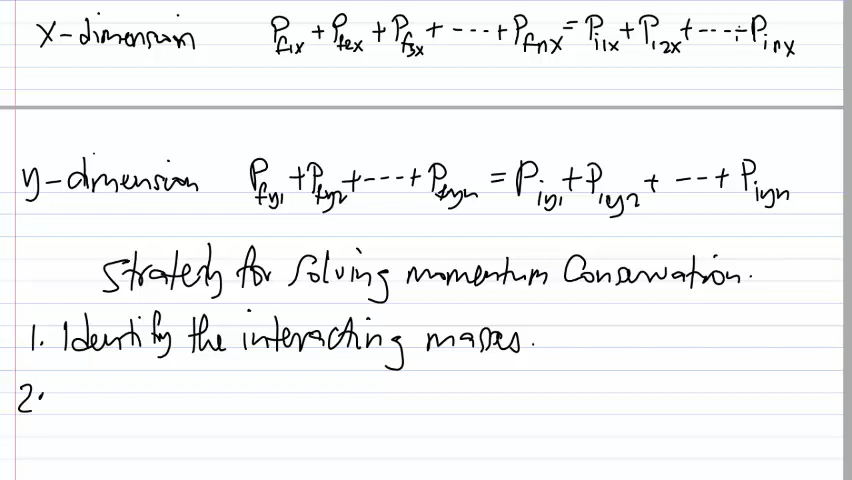 x-dimension P_f1x + P_f2x + P_f3x + ---- + P_fnx = P_i1x + P_i2x + ---- + P_inx
y-dimension P_fy1 + P_fy2 + ---- + P_fyn = P_iy1 + P_iy2 + --- + P_iyn
Strategy for solving momentum Conservation.
1. Identify the interacting masses.
2.